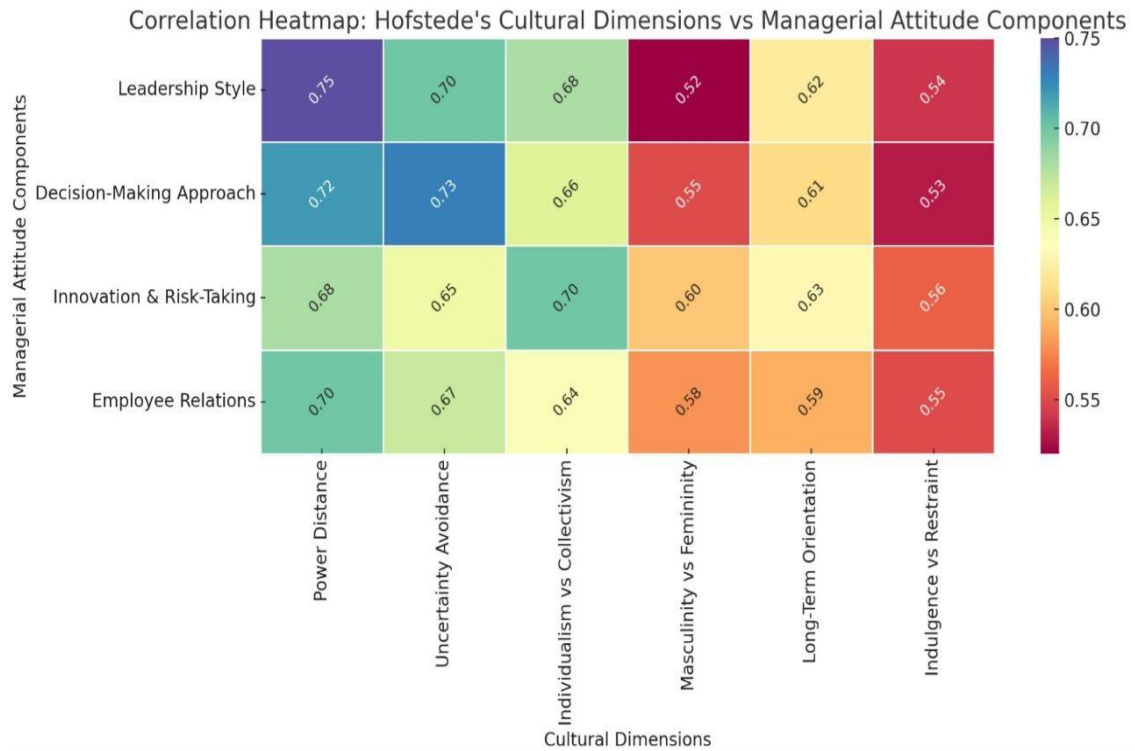 Correlation Heatmap: Hofstede's Cultural Dimensions vs Managerial Attitude Components
Managerial Attitude Components
Leadership Style
0.75 0.70 0.68 0.52 0.62 0.54
Decision-Making Approach
0.72 0.73 0.66 0.55 0.61 0.53
Innovation & Risk-Taking
0.68 0.65 0.70 0.60 0.63 0.56
Employee Relations
0.70 0.67 0.64 0.58 0.59 0.55
Power Distance
Uncertainty Avoidance
Individualism vs Collectivism
Masculinity vs Femininity
Long-Term Orientation
Indulgence vs Restraint
Cultural Dimensions
0.75
0.70
0.65
0.60
0.55